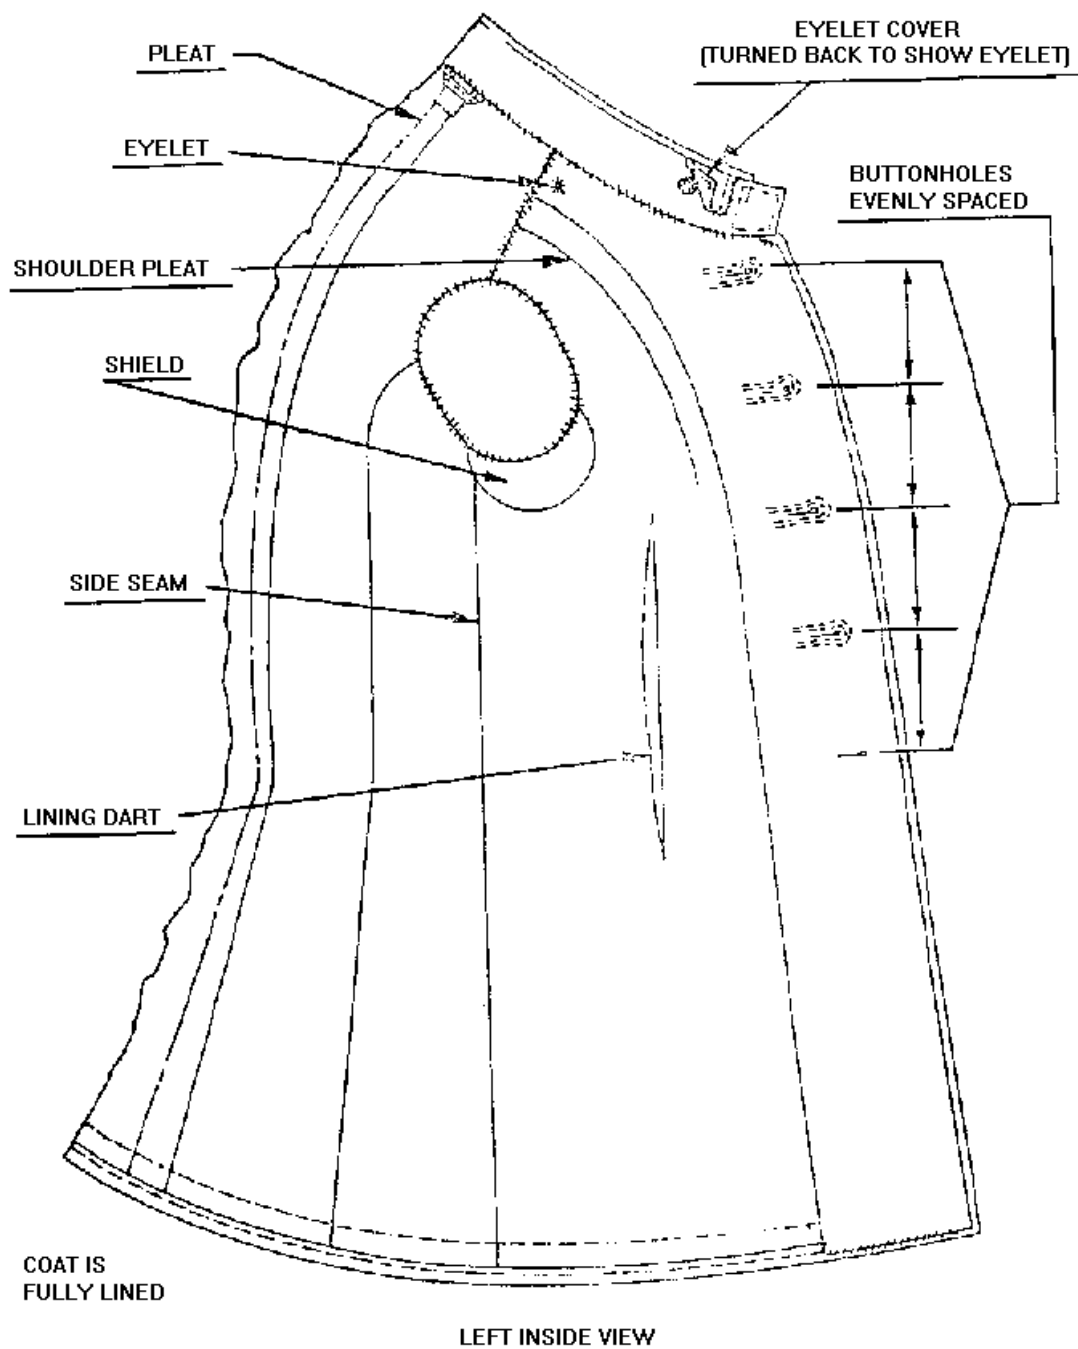 PLEAT
EYELET COVER
(TURNED BACK TO SHOW EYELET)
EYELET
BUTTONHOLES
EVENLY SPACED
SHOULDER PLEAT
SHIELD
SIDE SEAM
LINING DART
COAT IS
FULLY LINED
LEFT INSIDE VIEW